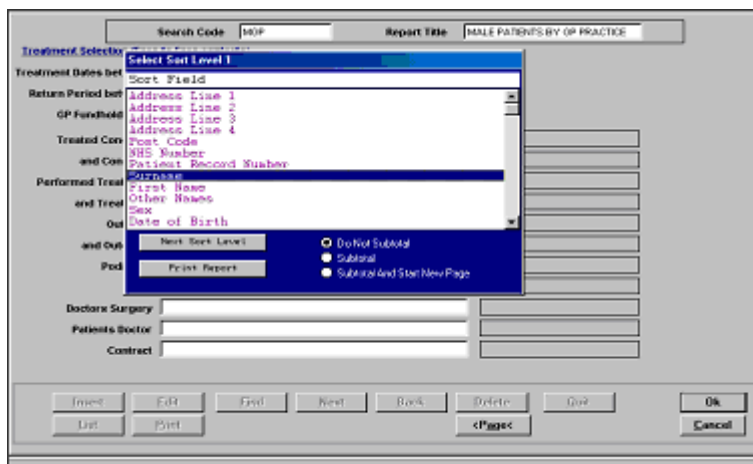 Search Code MOP Report Title MALE PATIENTS BY GP PRACTICE
Treatment Selection
Select Sort Level 1
Treatment Dates bet
Sort Field
Return Period bet
Address Line 1
Address Line 2
GP Fundhold
Address Line 3
Address Line 4
Treated Con
Post Code
NHS Number
and Con
Patient Record Number
Surname
Performed Treat
First Name
Other Names
and Treat
Sex
Out
Date of Birth
and Out
Next Sort Level
Do Not Subtotal
Subtotal
Podi
Print Report
Subtotal And Start New Page
Doctors Surgery
Patients Doctor
Contract
Insert Edit Find Next Back Delete Quit Ok
List Print <Page< Cancel